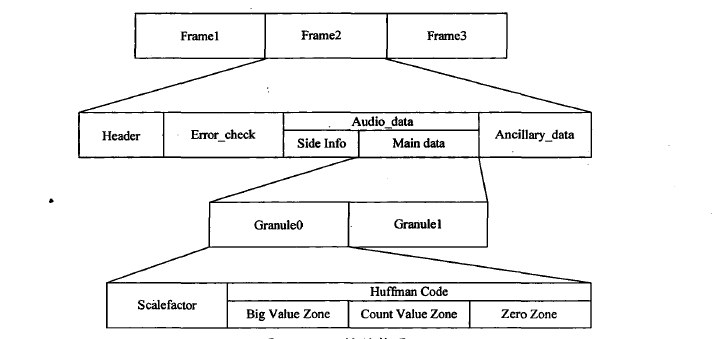 Frame1 Frame2 Frame3
Header Error_check Audio_data Ancillary_data
Side Info Main data
Granule0 Granule1
Scalefactor Huffman Code
Big Value Zone Count Value Zone Zero Zone